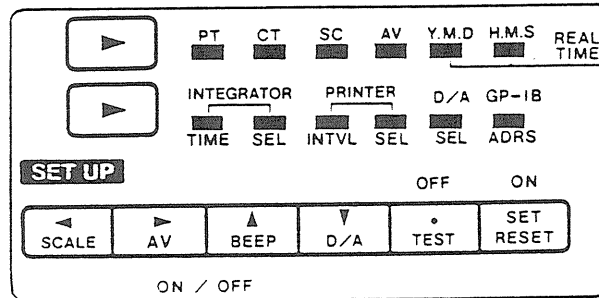 PT CT SC AV Y.M.D H.M.S REAL
TIME
INTEGRATOR PRINTER D/A GP-IB
TIME SEL INTVL SEL SEL ADRS
SET UP
OFF ON
SCALE AV BEEP D/A TEST SET
RESET
ON / OFF